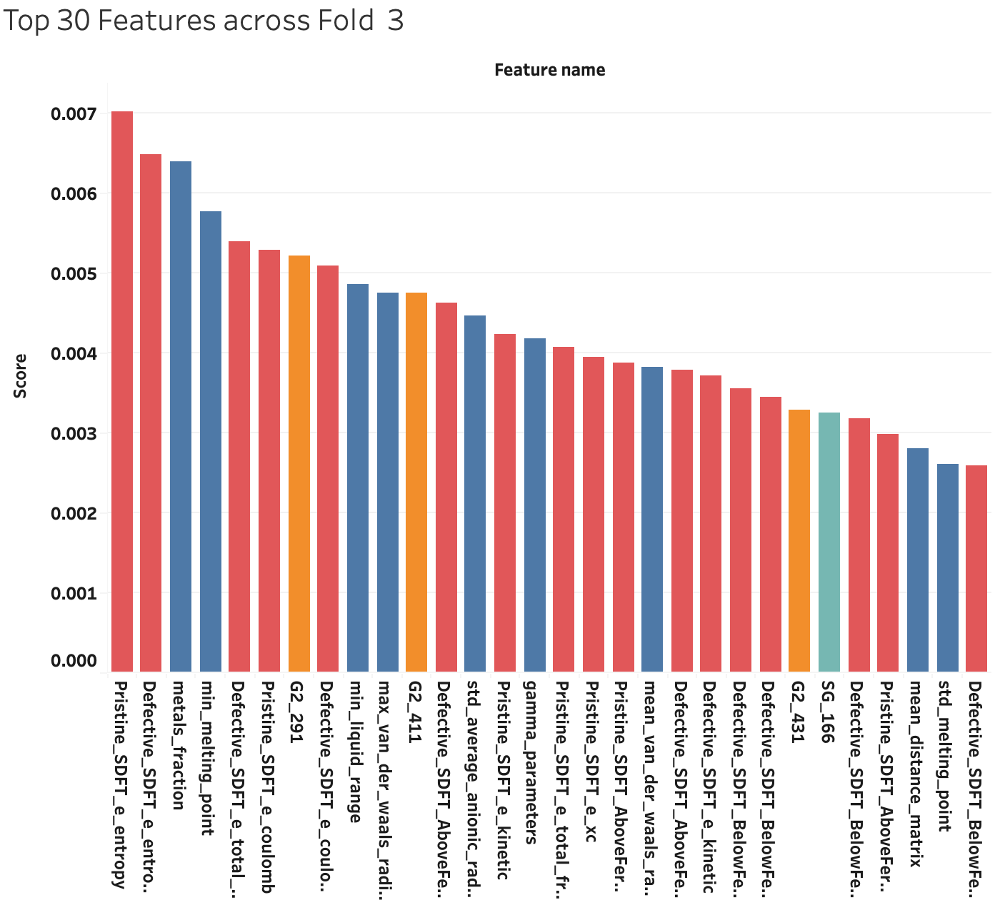 Top 30 Features across Fold 3
Feature name
Score
0.007
0.006
0.005
0.004
0.003
0.002
0.001
0.000
Pristine_SDFT_e_entropy
Defective_SDFT_e_entro..
metals_fraction
min_melting_point
Defective_SDFT_e_total_..
Pristine_SDFT_e_coulomb
G2_291
Defective_SDFT_e_coulo..
min_liquid_range
max_van_der_waals_radi..
G2_411
Defective_SDFT_AboveFe..
std_average_anionic_rad..
Pristine_SDFT_e_kinetic
gamma_parameters
Pristine_SDFT_e_total_fr..
Pristine_SDFT_e_xc
Pristine_SDFT_AboveFer..
mean_van_der_waals_ra..
Defective_SDFT_AboveFe..
Defective_SDFT_e_kinetic
Defective_SDFT_BelowFe..
Defective_SDFT_BelowFe..
G2_431
SG_166
Defective_SDFT_BelowFe..
Pristine_SDFT_AboveFer..
mean_distance_matrix
std_melting_point
Defective_SDFT_BelowFe..